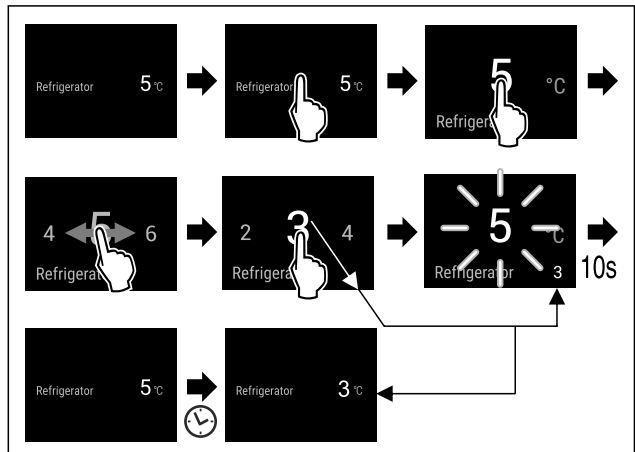 Refrigerator 5 °C
Refrigerator 5 °C
5 °C
Refriger
4 5 6
Refrigera
2 3 4
Refrigerator
5 °C
Refrigerator 3
10s
Refrigerator 5 °C
Refrigerator 3 °C